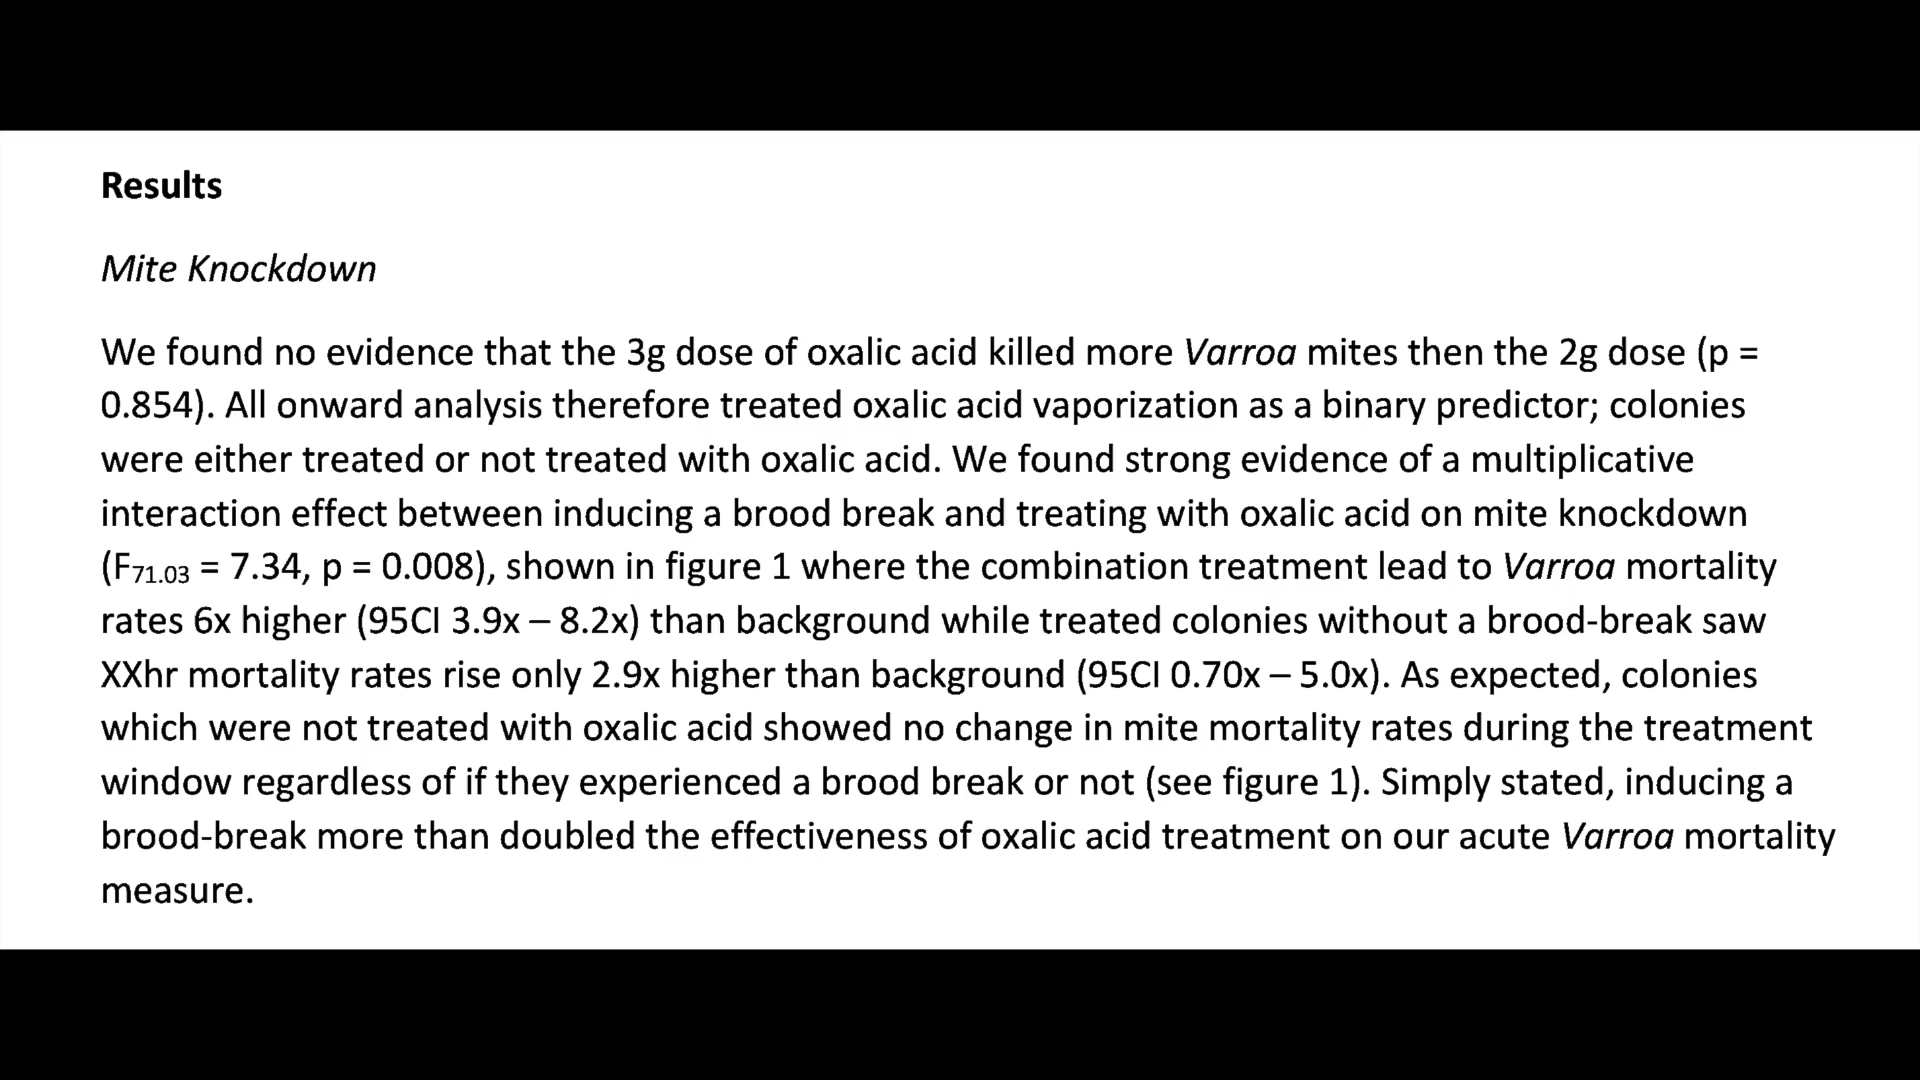 Results
Mite Knockdown
We found no evidence that the 3g dose of oxalic acid killed more Varroa mites then the 2g dose (p =
0.854). All onward analysis therefore treated oxalic acid vaporization as a binary predictor; colonies
were either treated or not treated with oxalic acid. We found strong evidence of a multiplicative
interaction effect between inducing a brood break and treating with oxalic acid on mite knockdown
(F71.03 = 7.34, p = 0.008), shown in figure 1 where the combination treatment lead to Varroa mortality
rates 6x higher (95CI 3.9x – 8.2x) than background while treated colonies without a brood-break saw
XXhr mortality rates rise only 2.9x higher than background (95CI 0.70x – 5.0x). As expected, colonies
which were not treated with oxalic acid showed no change in mite mortality rates during the treatment
window regardless of if they experienced a brood break or not (see figure 1). Simply stated, inducing a
brood-break more than doubled the effectiveness of oxalic acid treatment on our acute Varroa mortality
measure.